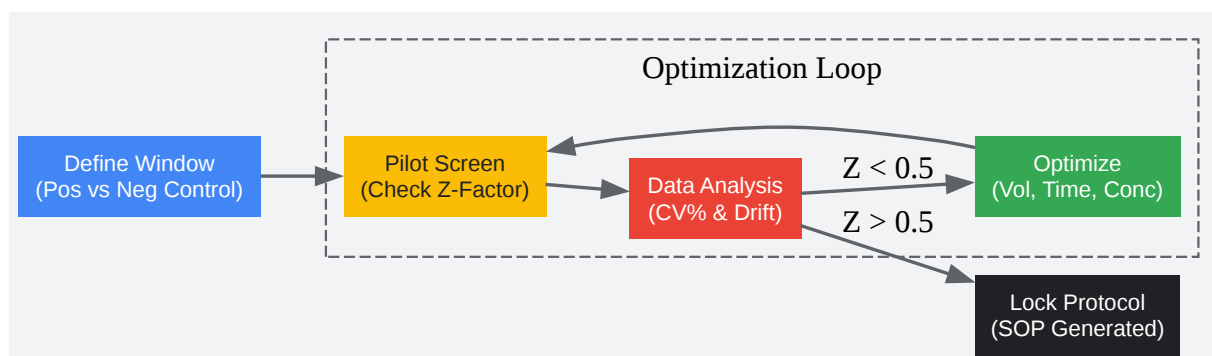 Optimization Loop
Define Window
(Pos vs Neg Control)
Pilot Screen
(Check Z-Factor)
Data Analysis
(CV% & Drift)
Z < 0.5
Z > 0.5
Optimize
(Vol, Time, Conc)
Lock Protocol
(SOP Generated)